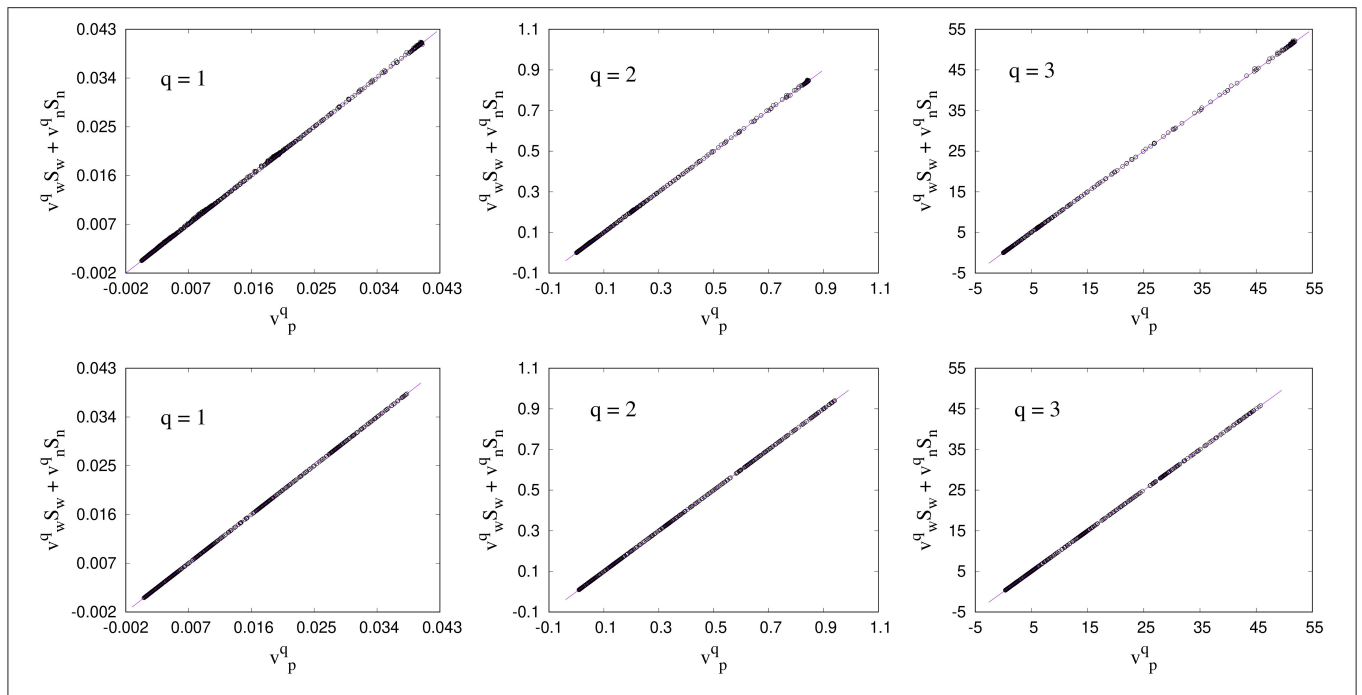 0.043
0.034
0.025
0.016
0.007
-0.002
-0.002 0.007 0.016 0.025 0.034 0.043
v^q_w S_w + v^q_n S_n
v^q_p
q = 1
1.1
0.9
0.7
0.5
0.3
0.1
-0.1
-0.1 0.1 0.3 0.5 0.7 0.9 1.1
v^q_w S_w + v^q_n S_n
v^q_p
q = 2
55
45
35
25
15
5
-5
-5 5 15 25 35 45 55
v^q_w S_w + v^q_n S_n
v^q_p
q = 3
0.043
0.034
0.025
0.016
0.007
-0.002
-0.002 0.007 0.016 0.025 0.034 0.043
v^q_w S_w + v^q_n S_n
v^q_p
q = 1
1.1
0.9
0.7
0.5
0.3
0.1
-0.1
-0.1 0.1 0.3 0.5 0.7 0.9 1.1
v^q_w S_w + v^q_n S_n
v^q_p
q = 2
55
45
35
25
15
5
-5
-5 5 15 25 35 45 55
v^q_w S_w + v^q_n S_n
v^q_p
q = 3